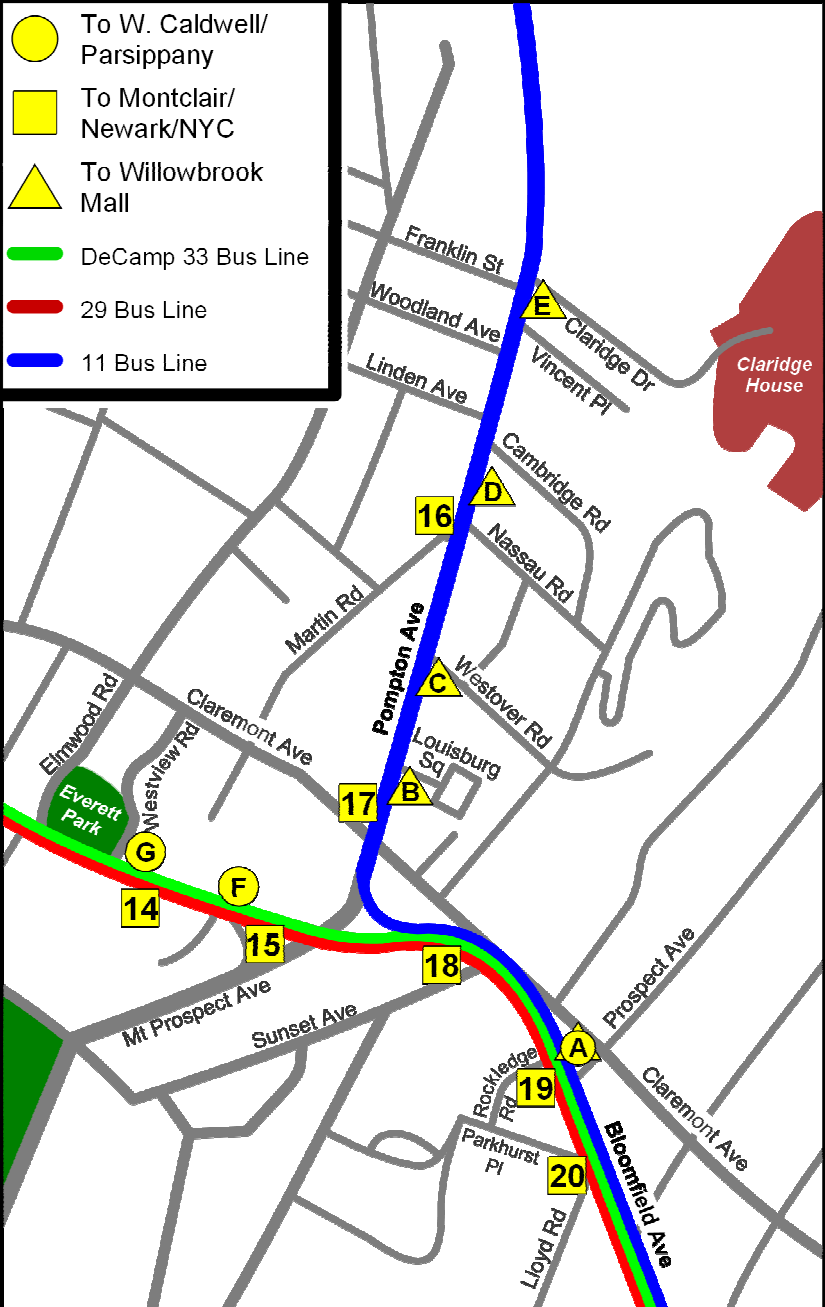 To W. Caldwell/
Parsippany
To Montclair/
Newark/NYC
To Willowbrook
Mall
DeCamp 33 Bus Line
29 Bus Line
11 Bus Line
Franklin St
E
Woodland Ave
Claridge Dr
Vincent Pl
Linden Ave
Claridge
House
Cambridge Rd
D
16
Nassau Rd
Martin Rd
Pompton Ave
C
Westover Rd
Elmwood Rd
Claremont Ave
Westview Rd
Louisburg
Sq
B
17
Everett
Park
G
F
14
15
18
Mt Prospect Ave
Sunset Ave
Prospect Ave
A
Rockledge
Rd
19
Claremont Ave
Parkhurst
Pl
20
Bloomfield Ave
Lloyd Rd